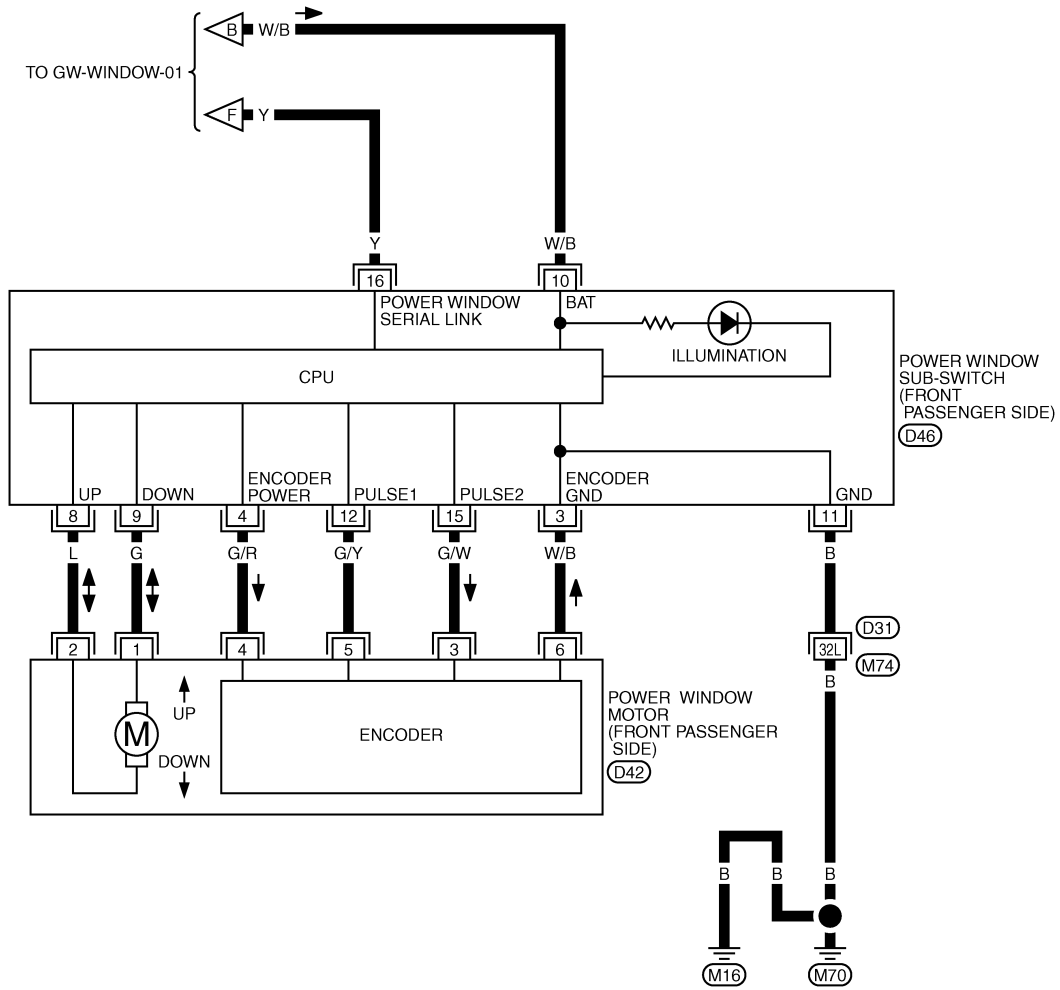 B W/B
TO GW-WINDOW-01
F Y
Y W/B
16 10
POWER WINDOW
SERIAL LINK
BAT
ILLUMINATION
CPU
POWER WINDOW
SUB-SWITCH
(FRONT
PASSENGER SIDE)
D46
UP DOWN
ENCODER
POWER
PULSE1 PULSE2
ENCODER
GND
GND
8 9 4 12 15 3 11
L G G/R G/Y G/W W/B B
D31
2 1 4 5 3 6 32L
M74
B
UP
M
DOWN
ENCODER
POWER WINDOW
MOTOR
(FRONT PASSENGER
SIDE)
D42
B B B
M16 M70